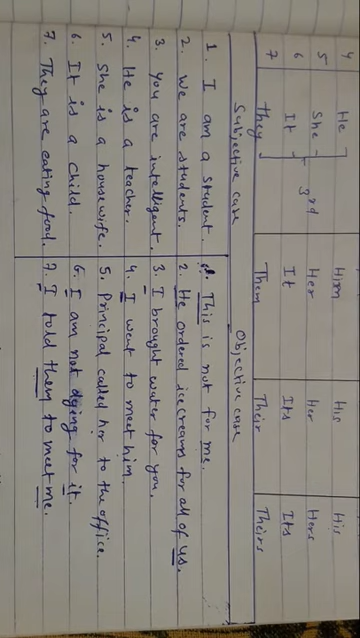 4 He Him His His
5 She 3rd Her Her Hers
6 It It Its Its
7 They Them Their Theirs
Subjective case Objective case
1. I am a student. 1. This is not for me.
2. We are students. 2. He ordered icecream for all of us.
3. You are intelligent. 3. I brought water for you.
4. He is a teacher. 4. I went to meet him.
5. She is a housewife. 5. Principal called her to the office.
6. It is a child. 6. I am not dying for it.
7. They are eating food. 7. I told them to meet me.